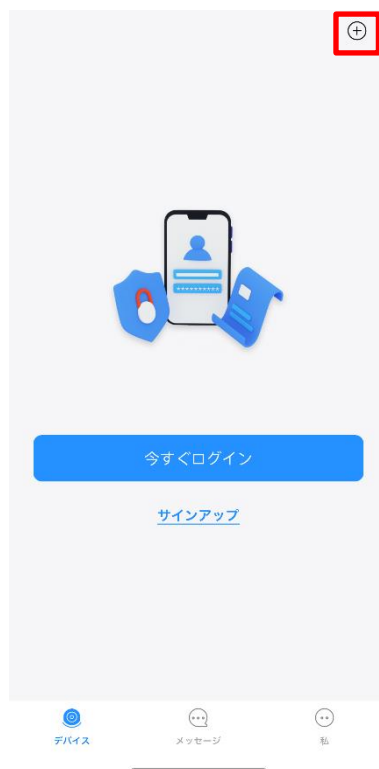 今すぐログイン
サインアップ
デバイス
メッセージ
私